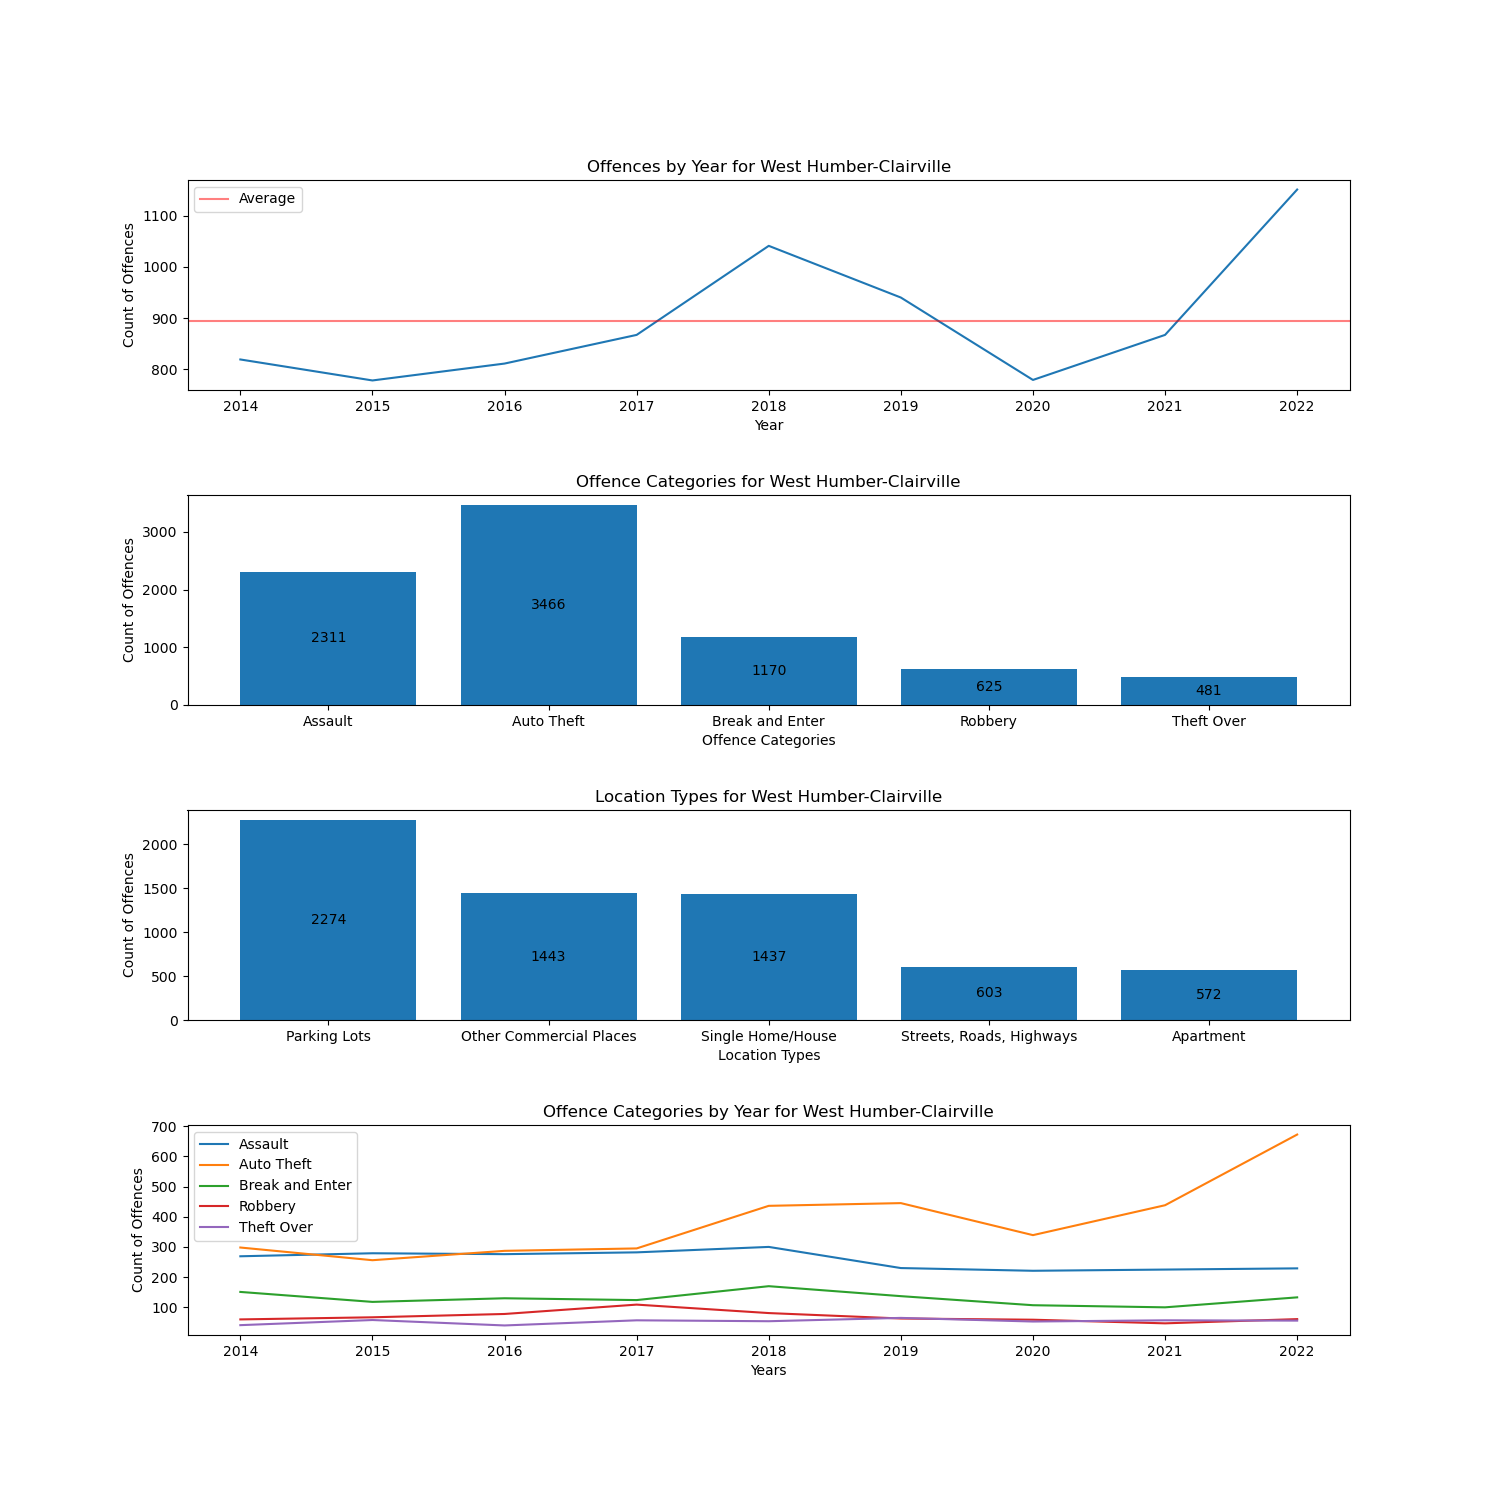 Offences by Year for West Humber-Clairville
Average
Count of Offences
1100
1000
900
800
2014 2015 2016 2017 2018 2019 2020 2021 2022
Year
Offence Categories for West Humber-Clairville
Count of Offences
3000
2000
1000
0
2311 3466 1170 625 481
Assault Auto Theft Break and Enter Robbery Theft Over
Offence Categories
Location Types for West Humber-Clairville
Count of Offences
2000
1500
1000
500
0
2274 1443 1437 603 572
Parking Lots Other Commercial Places Single Home/House Streets, Roads, Highways Apartment
Location Types
Offence Categories by Year for West Humber-Clairville
Assault
Auto Theft
Break and Enter
Robbery
Theft Over
Count of Offences
700
600
500
400
300
200
100
2014 2015 2016 2017 2018 2019 2020 2021 2022
Years